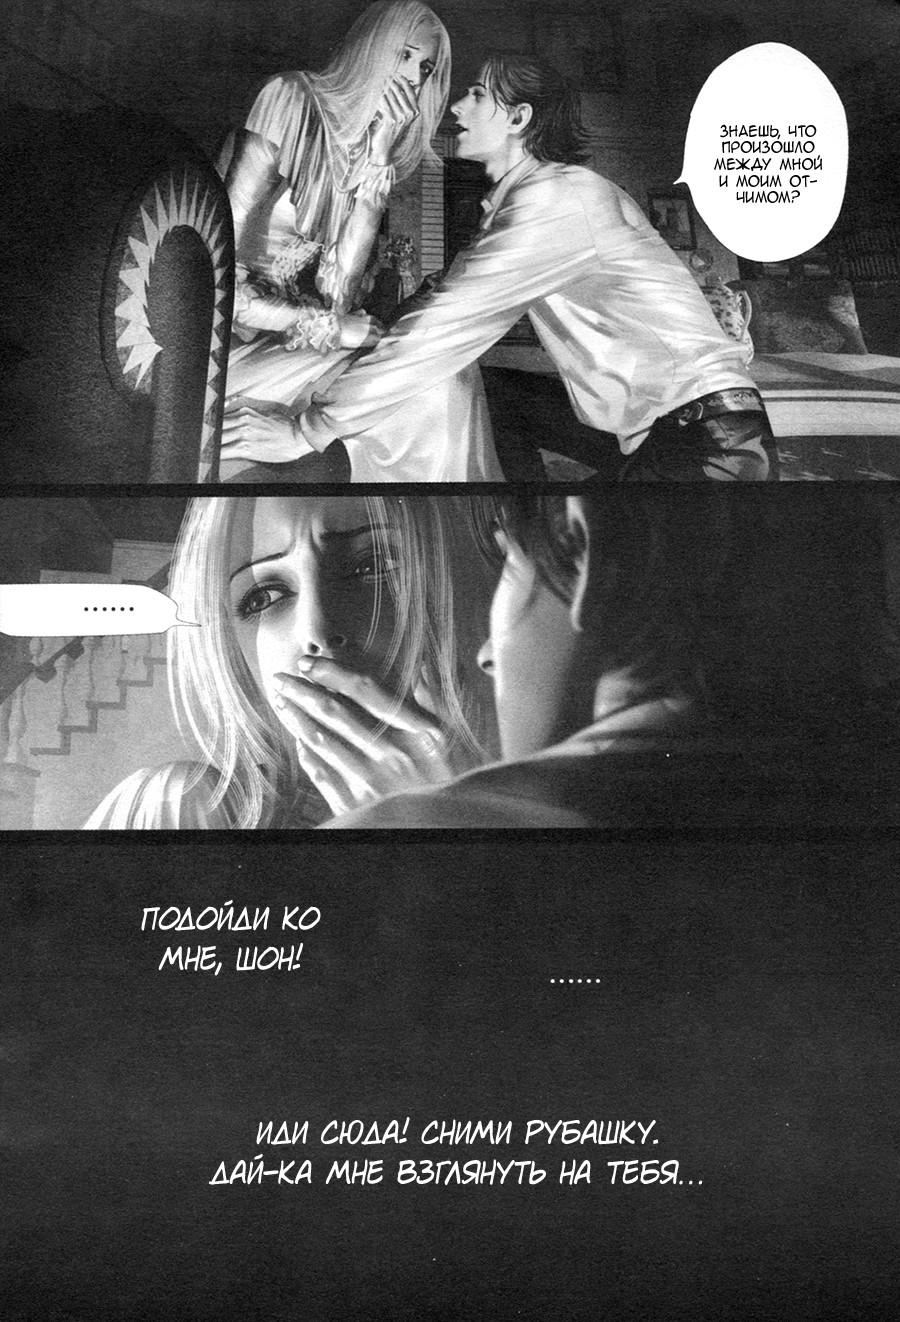 ЗНАЕШЬ, ЧТО
ПРОИЗОШЛО
МЕЖДУ МНОЙ
И МОИМ ОТ-
ЧИМОМ?
......
ПОДОЙДИ КО
МНЕ, ШОН!
......
ИДИ СЮДА! СНИМИ РУБАШКУ.
ДАЙ-КА МНЕ ВЗГЛЯНУТЬ НА ТЕБЯ...